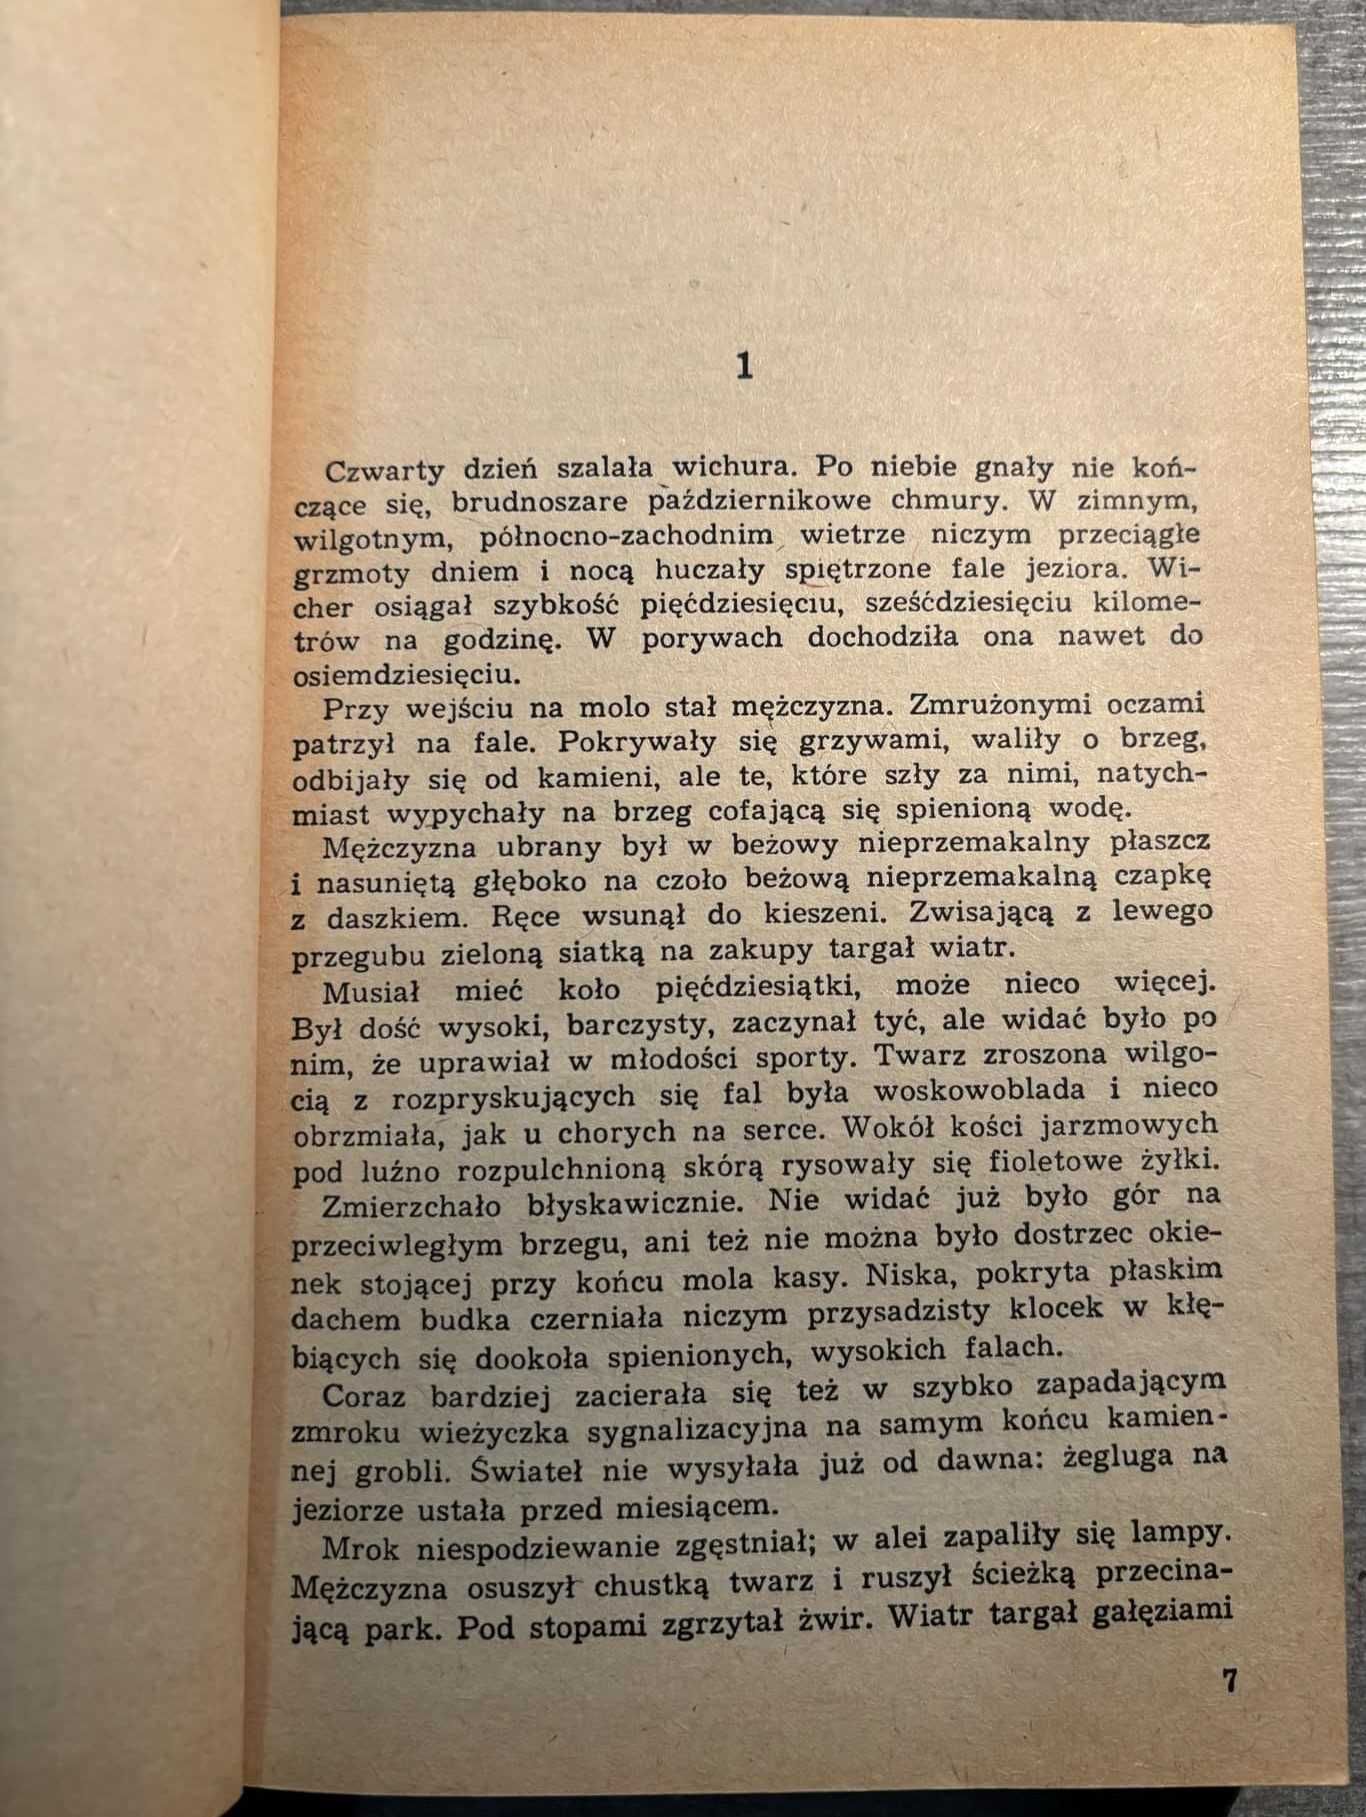 1
Czwarty dzień szalała wichura. Po niebie gnały nie koń-
czące się, brudnoszare październikowe chmury. W zimnym,
wilgotnym, północno-zachodnim wietrze niczym przeciągłe
grzmoty dniem i nocą huczały spiętrzone fale jeziora. Wi-
cher osiągał szybkość pięćdziesięciu, sześćdziesięciu kilome-
trów na godzinę. W porywach dochodziła ona nawet do
osiemdziesięciu.
Przy wejściu na molo stał mężczyzna. Zmrużonymi oczami
patrzył na fale. Pokrywały się grzywami, waliły o brzeg,
odbijały się od kamieni, ale te, które szły za nimi, natych-
miast wypychały na brzeg cofającą się spienioną wodę.
Mężczyzna ubrany był w beżowy nieprzemakalny płaszcz
i nasuniętą głęboko na czoło beżową nieprzemakalną czapkę
z daszkiem. Ręce wsunął do kieszeni. Zwisającą z lewego
przegubu zieloną siatką na zakupy targał wiatr.
Musiał mieć koło pięćdziesiątki, może nieco więcej.
Był dość wysoki, barczysty, zaczynał tyć, ale widać było po
nim, że uprawiał w młodości sporty. Twarz zroszona wilgo-
cią z rozpryskujących się fal była woskowoblada i nieco
obrzmiała, jak u chorych na serce. Wokół kości jarzmowych
pod luźno rozpulchnioną skórą rysowały się fioletowe żyłki.
Zmierzchało błyskawicznie. Nie widać już było gór na
przeciwległym brzegu, ani też nie można było dostrzec okie-
nek stojącej przy końcu mola kasy. Niska, pokryta płaskim
dachem budka czerniała niczym przysadzisty klocek w kłę-
biących się dookoła spienionych, wysokich falach.
Coraz bardziej zacierała się też w szybko zapadającym
zmroku wieżyczka sygnalizacyjna na samym końcu kamien-
nej grobli. Świateł nie wysyłała już od dawna: żegluga na
jeziorze ustała przed miesiącem.
Mrok niespodziewanie zgęstniał; w alei zapaliły się lampy.
Mężczyzna osuszył chustką twarz i ruszył ścieżką przecina-
jącą park. Pod stopami zgrzytał żwir. Wiatr targał gałęziami
7